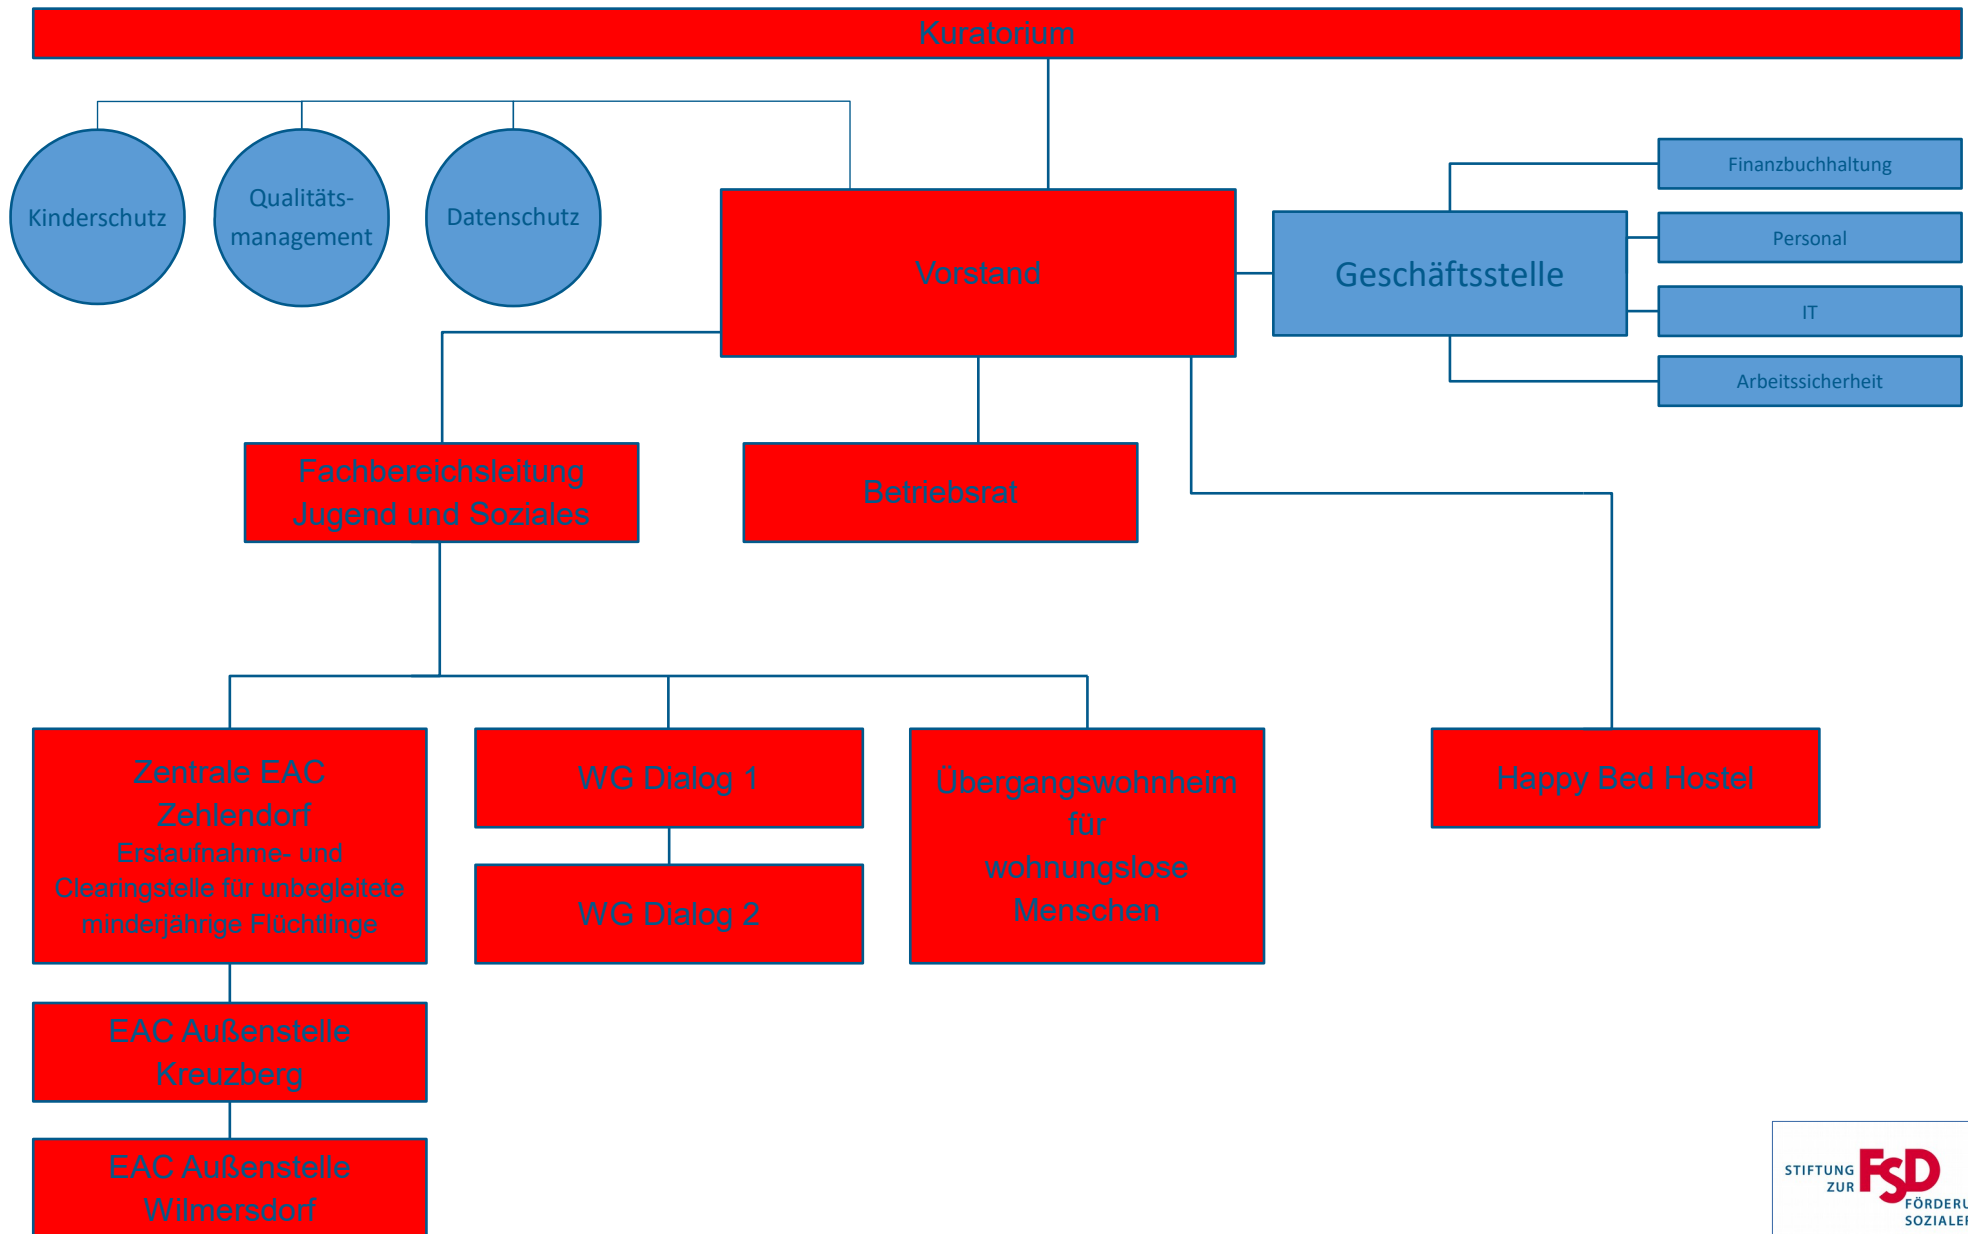 Kuratorium
Kinderschutz
Qualitäts-
management
Datenschutz
Vorstand
Geschäftsstelle
Finanzbuchhaltung
Personal
IT
Arbeitssicherheit
Fachbereichsleitung
Jugend und Soziales
Betriebsrat
Zentrale EAC
Zehlendorf
Erstaufnahme- und
Clearingstelle für unbegleitete
minderjährige Flüchtlinge
WG Dialog 1
WG Dialog 2
Übergangswohnheim
für
wohnungslose
Menschen
Happy Bed Hostel
EAC Außenstelle
Kreuzberg
EAC Außenstelle
Wilmersdorf
STIFTUNG
ZUR
FSD